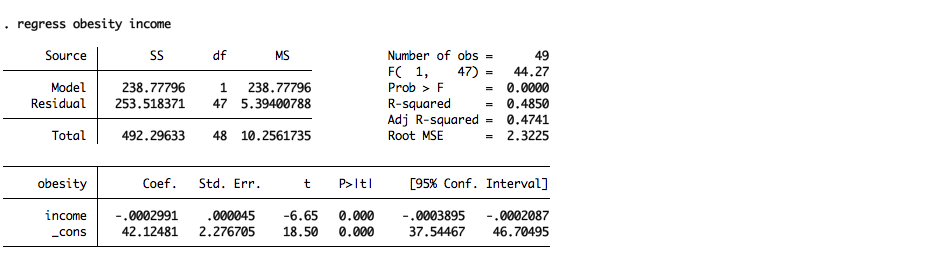 . regress obesity income
Source SS df MS Number of obs = 49
F( 1, 47) = 44.27
Model 238.77796 1 238.77796 Prob > F = 0.0000
Residual 253.518371 47 5.39400788 R-squared = 0.4850
Adj R-squared = 0.4741
Total 492.29633 48 10.2561735 Root MSE = 2.3225
obesity Coef. Std. Err. t P>|t| [95% Conf. Interval]
income -.0002991 .000045 -6.65 0.000 -.0003895 -.0002087
_cons 42.12481 2.276705 18.50 0.000 37.54467 46.70495